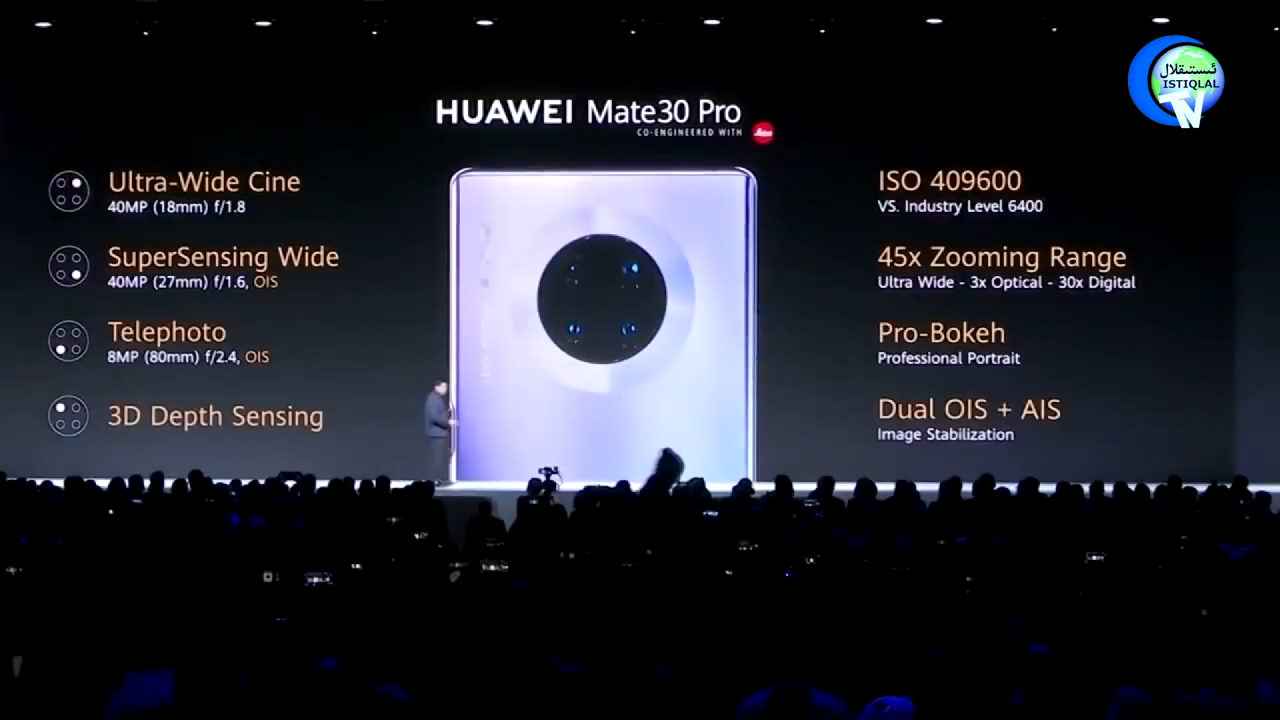 ئىستىقلال
ISTIQLAL
TV
HUAWEI Mate30 Pro
CO-ENGINEERED WITH
Leica
Ultra-Wide Cine
40MP (18mm) f/1.8
SuperSensing Wide
40MP (27mm) f/1.6, OIS
Telephoto
8MP (80mm) f/2.4, OIS
3D Depth Sensing
ISO 409600
VS. Industry Level 6400
45x Zooming Range
Ultra Wide - 3x Optical - 30x Digital
Pro-Bokeh
Professional Portrait
Dual OIS + AIS
Image Stabilization